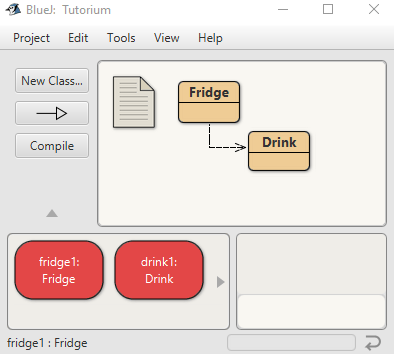 BlueJ: Tutorium
Project Edit Tools View Help
New Class...
Compile
Fridge
Drink
fridge1:
Fridge
drink1:
Drink
fridge1 : Fridge